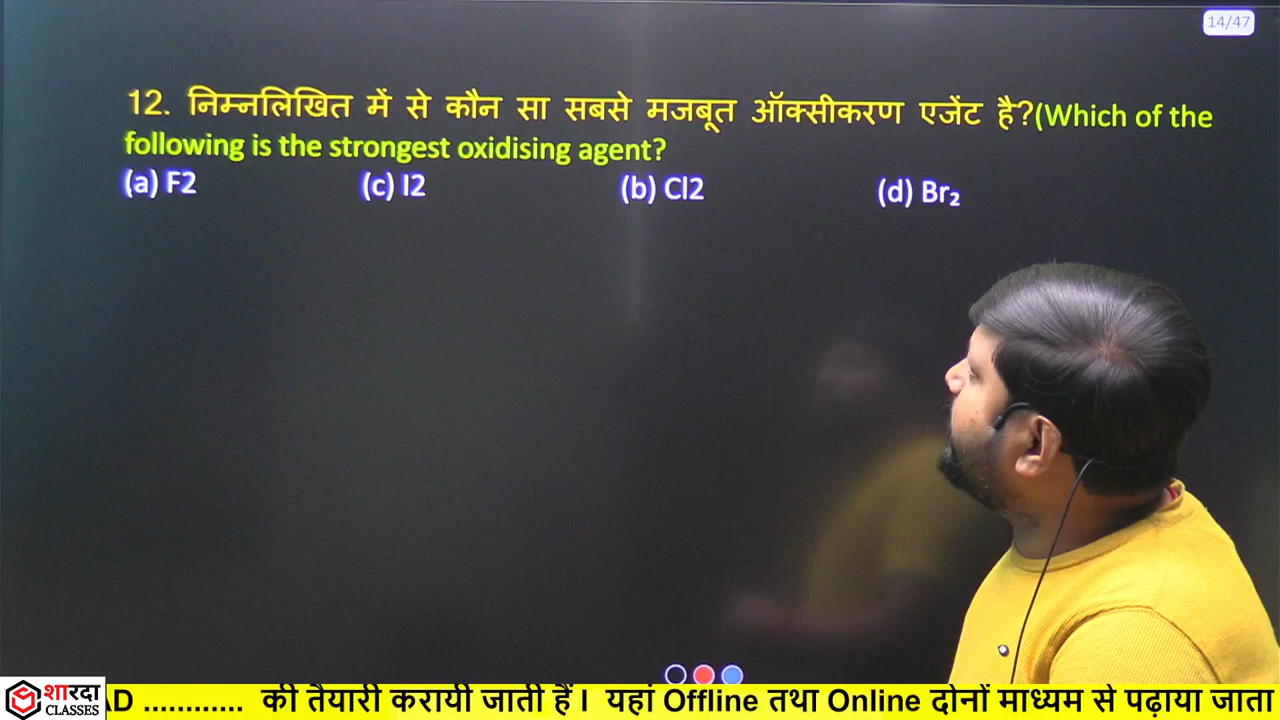 14/47
12. निम्नलिखित में से कौन सा सबसे मजबूत ऑक्सीकरण एजेंट है?(Which of the
following is the strongest oxidising agent?
(a) F2 (c) I2 (b) Cl2 (d) Br₂
शारदा
CLASSES
AD ............ की तैयारी करायी जाती हैं। यहां Offline तथा Online दोनों माध्यम से पढ़ाया जाता